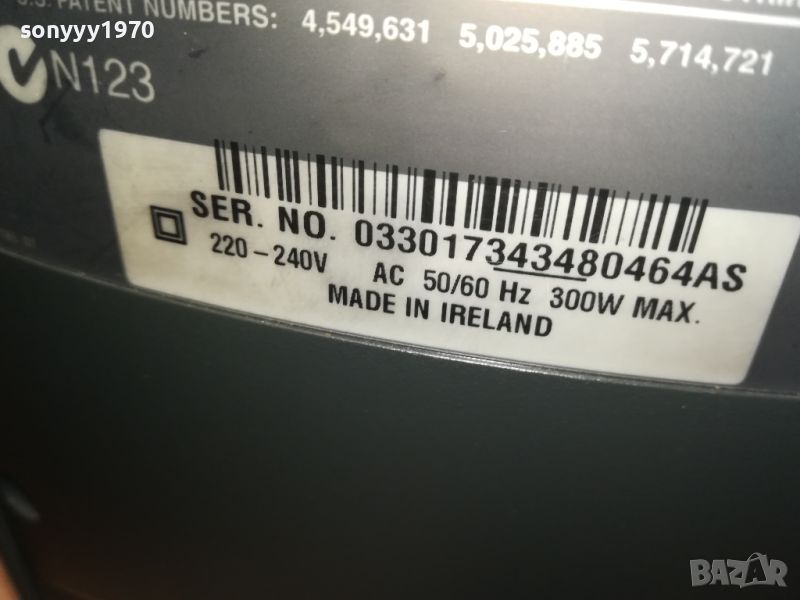 sonyyy1970
U.S. PATENT NUMBERS: 4,549,631 5,025,885 5,714,721
N123
SER. NO. 033017343480464AS
220-240V AC 50/60 Hz 300W MAX.
MADE IN IRELAND
BAZAR